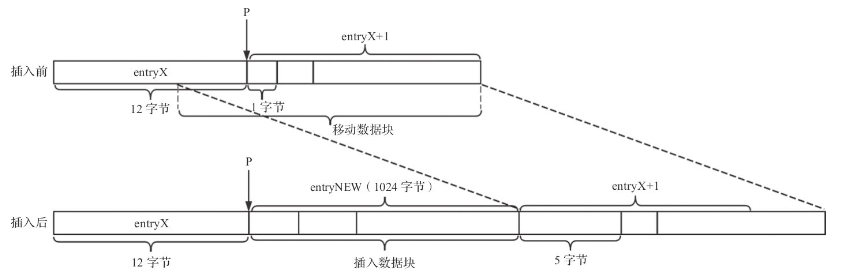 P
entryX+1
插入前
entryX
12 字节
1 字节
移动数据块
P
entryNEW（1024 字节）
entryX+1
插入后
entryX
12 字节
插入数据块
5 字节